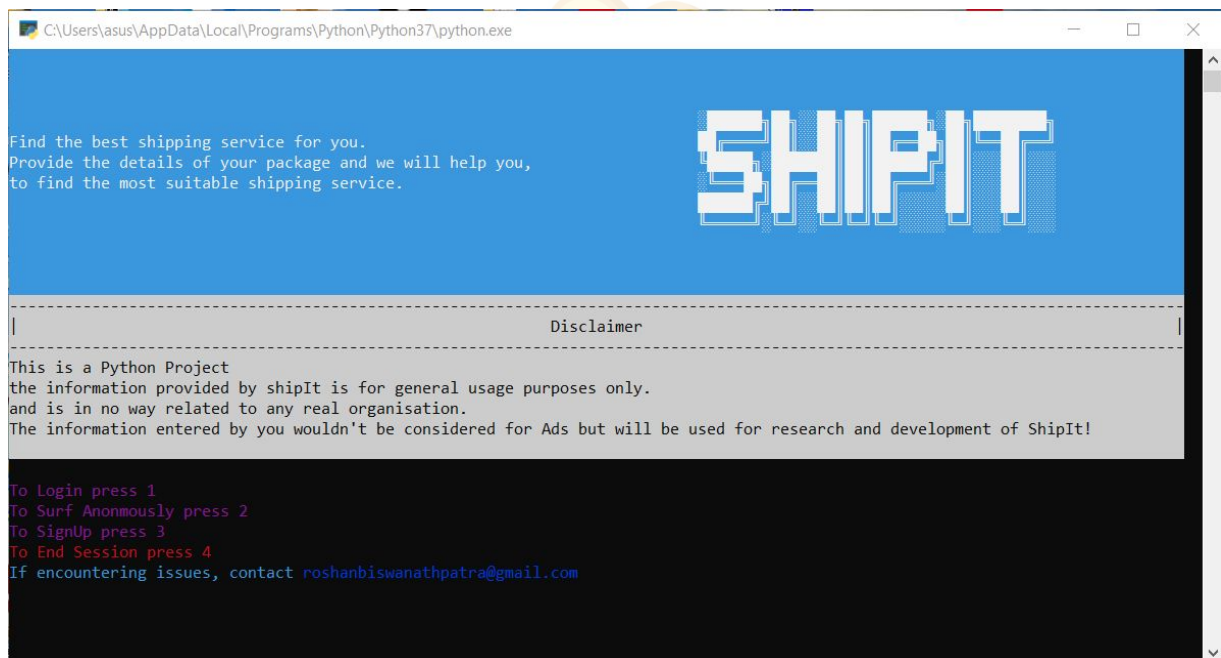 C:\Users\asus\AppData\Local\Programs\Python\Python37\python.exe
Find the best shipping service for you.
Provide the details of your package and we will help you,
to find the most suitable shipping service.
SHIPIT
Disclaimer
This is a Python Project
the information provided by shipIt is for general usage purposes only.
and is in no way related to any real organisation.
The information entered by you wouldn't be considered for Ads but will be used for research and development of ShipIt!
To Login press 1
To Surf Anonmously press 2
To SignUp press 3
To End Session press 4
If encountering issues, contact roshanbiswanathpatra@gmail.com